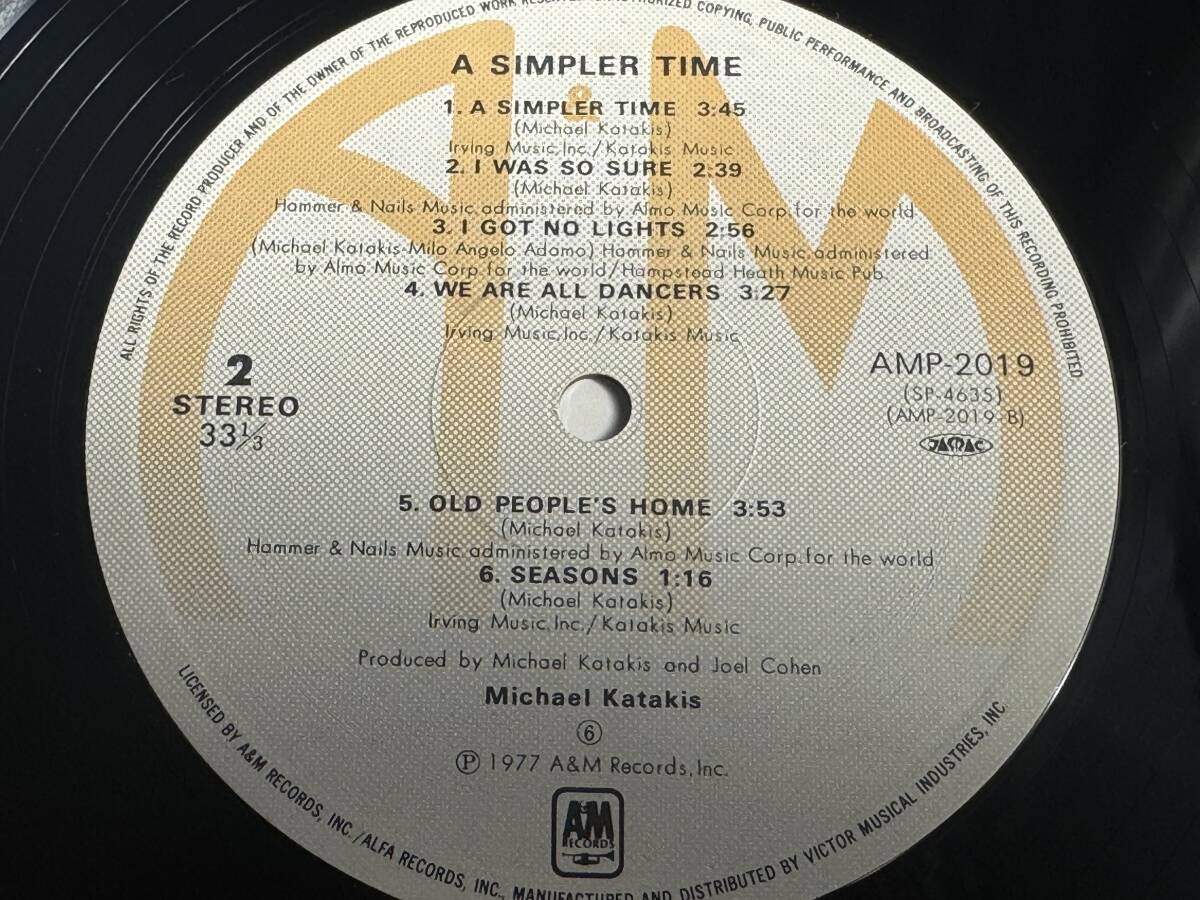 A SIMPLER TIME
1. A SIMPLER TIME 3:45
(Michael Katakis)
Irving Music,Inc./Katakis Music
2. I WAS SO SURE 2:39
(Michael Katakis)
Hammer & Nails Music,administered by Almo Music Corp.for the world
3. I GOT NO LIGHTS 2:56
(Michael Katakis-Milo Angelo Adamo) Hammer & Nails Music,administered
by Almo Music Corp.for the world/Hampstead Heath Music Pub.
4. WE ARE ALL DANCERS 3:27
(Michael Katakis)
Irving Music,Inc./Katakis Music
2
STEREO
33 1/3
AMP-2019
(SP-4635)
(AMP-2019-B)
JAMAC
5. OLD PEOPLE'S HOME 3:53
(Michael Katakis)
Hammer & Nails Music administered by Almo Music Corp.for the world
6. SEASONS 1:16
(Michael Katakis)
Irving Music,Inc./Katakis Music
Produced by Michael Katakis and Joel Cohen
Michael Katakis
⑥
Ⓟ 1977 A&M Records,Inc.
A&M
RECORDS
ALL RIGHTS OF THE RECORD PRODUCER AND OF THE OWNER OF THE REPRODUCED WORK COPYING, PUBLIC PERFORMANCE AND BROADCASTING OF THIS RECORDING PROHIBITED
LICENSED BY A&M RECORDS, INC./ALFA RECORDS, INC., MANUFACTURED AND DISTRIBUTED BY VICTOR MUSICAL INDUSTRIES, INC.